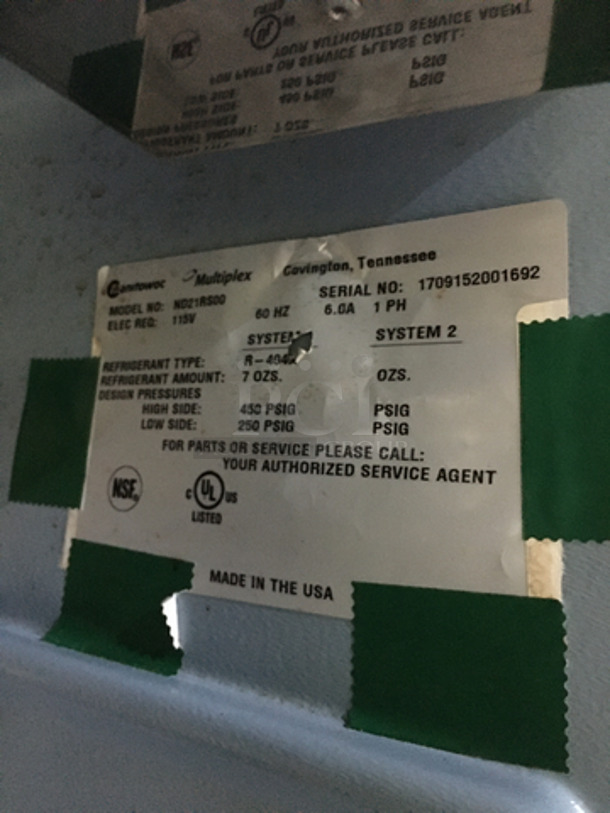 Manitowoc Multiplex Covington, Tennessee
MODEL NO: ND21RS00 SERIAL NO: 1709152001692
ELEC REQ: 115V 60 HZ 6.0A 1 PH
SYSTEM SYSTEM 2
REFRIGERANT TYPE: R-404A
REFRIGERANT AMOUNT: 7 OZS. OZS.
DESIGN PRESSURES
HIGH SIDE: 450 PSIG PSIG
LOW SIDE: 250 PSIG PSIG
FOR PARTS OR SERVICE PLEASE CALL:
YOUR AUTHORIZED SERVICE AGENT
NSF
C UL US
LISTED
MADE IN THE USA